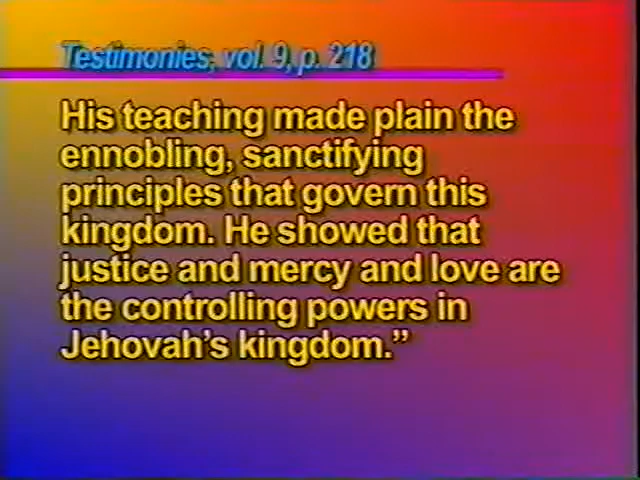 Testimonies, vol. 9, p. 218
His teaching made plain the
ennobling, sanctifying
principles that govern this
kingdom. He showed that
justice and mercy and love are
the controlling powers in
Jehovah's kingdom.”